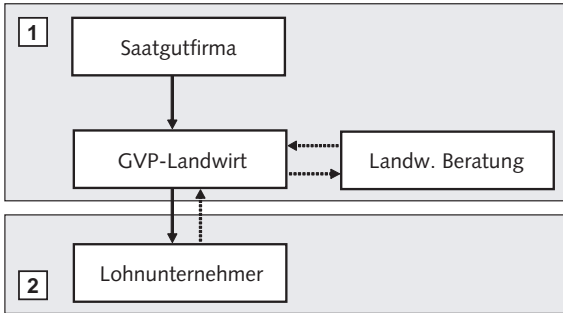 1
Saatgutfirma
GVP-Landwirt
Landw. Beratung
Lohnunternehmer
2